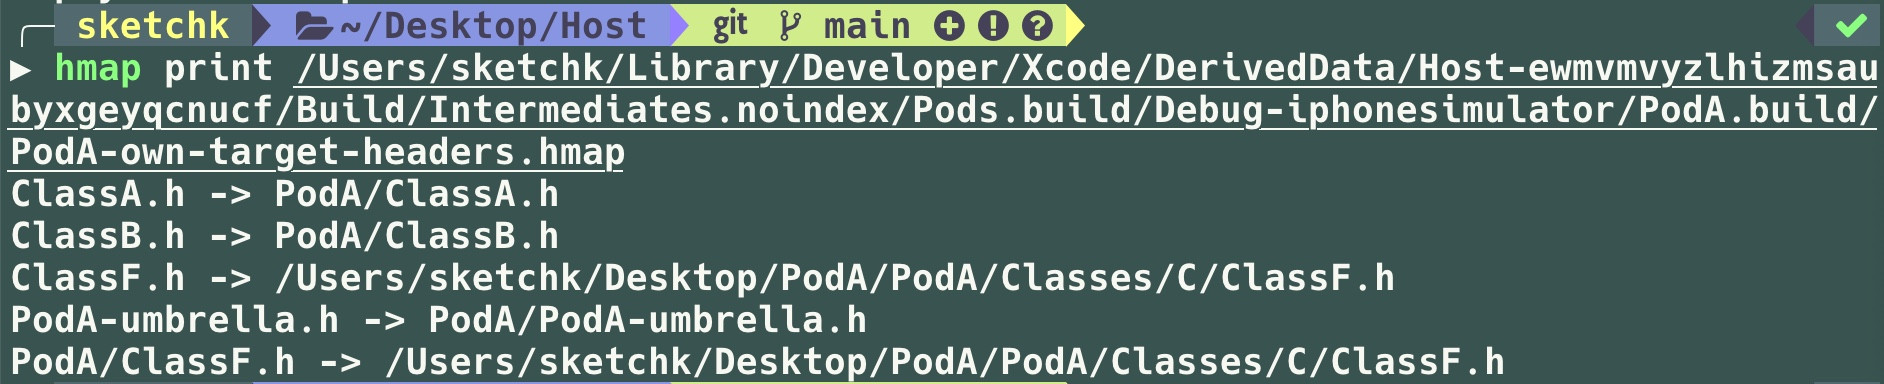 sketchk ~/Desktop/Host git main
hmap print /Users/sketchk/Library/Developer/Xcode/DerivedData/Host-ewmvmvyzlhizmsau
byxgeyqcnucf/Build/Intermediates.noindex/Pods.build/Debug-iphonesimulator/PodA.build/
PodA-own-target-headers.hmap
ClassA.h -> PodA/ClassA.h
ClassB.h -> PodA/ClassB.h
ClassF.h -> /Users/sketchk/Desktop/PodA/PodA/Classes/C/ClassF.h
PodA-umbrella.h -> PodA/PodA-umbrella.h
PodA/ClassF.h -> /Users/sketchk/Desktop/PodA/PodA/Classes/C/ClassF.h